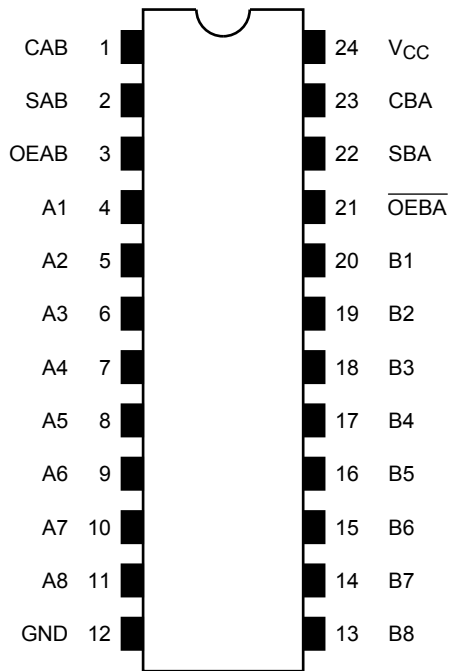 CAB 1 24 VCC
SAB 2 23 CBA
OEAB 3 22 SBA
A1 4 21 O̅E̅B̅A̅
A2 5 20 B1
A3 6 19 B2
A4 7 18 B3
A5 8 17 B4
A6 9 16 B5
A7 10 15 B6
A8 11 14 B7
GND 12 13 B8